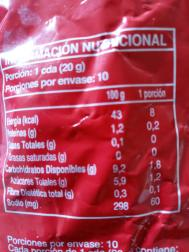 INFORMACIÓN NUTRICIONAL
Porción: 1 cda (20 g)
Porciones por envase: 10
100 g 1 porción
Energía (kcal) 43 8
Proteínas (g) 1,2 0,2
Grasas Totales (g) 0,1 0
Grasas saturadas (g) 0 0
Carbohidratos Disponibles (g) 9,2 1,8
Azúcares Totales (g) 5,9 1,2
Fibra Dietética total (g) 0,3 0,1
Sodio (mg) 298 60
Porciones por envase: 10